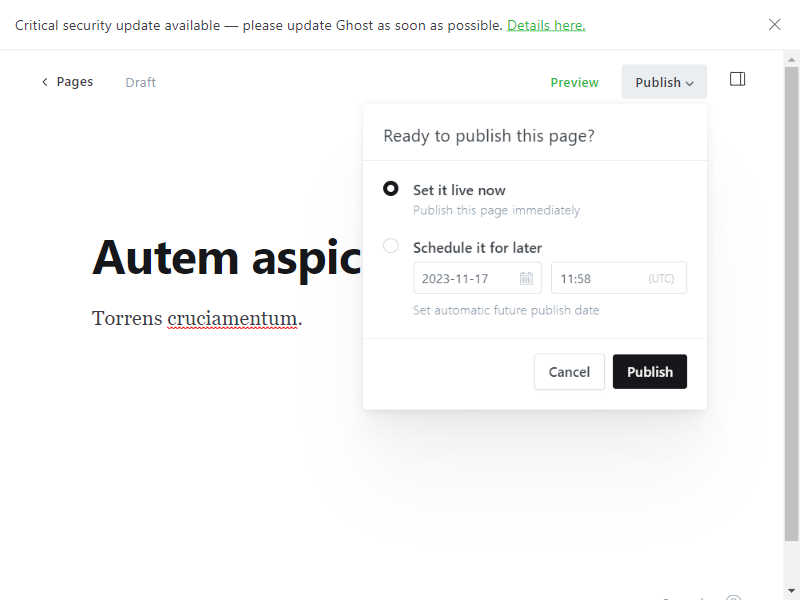 Critical security update available — please update Ghost as soon as possible. Details here.
Pages
Draft
Preview
Publish
Ready to publish this page?
Set it live now
Publish this page immediately
Schedule it for later
2023-11-17
11:58
(UTC)
Set automatic future publish date
Cancel
Publish
Autem aspic
Torrens cruciamentum.